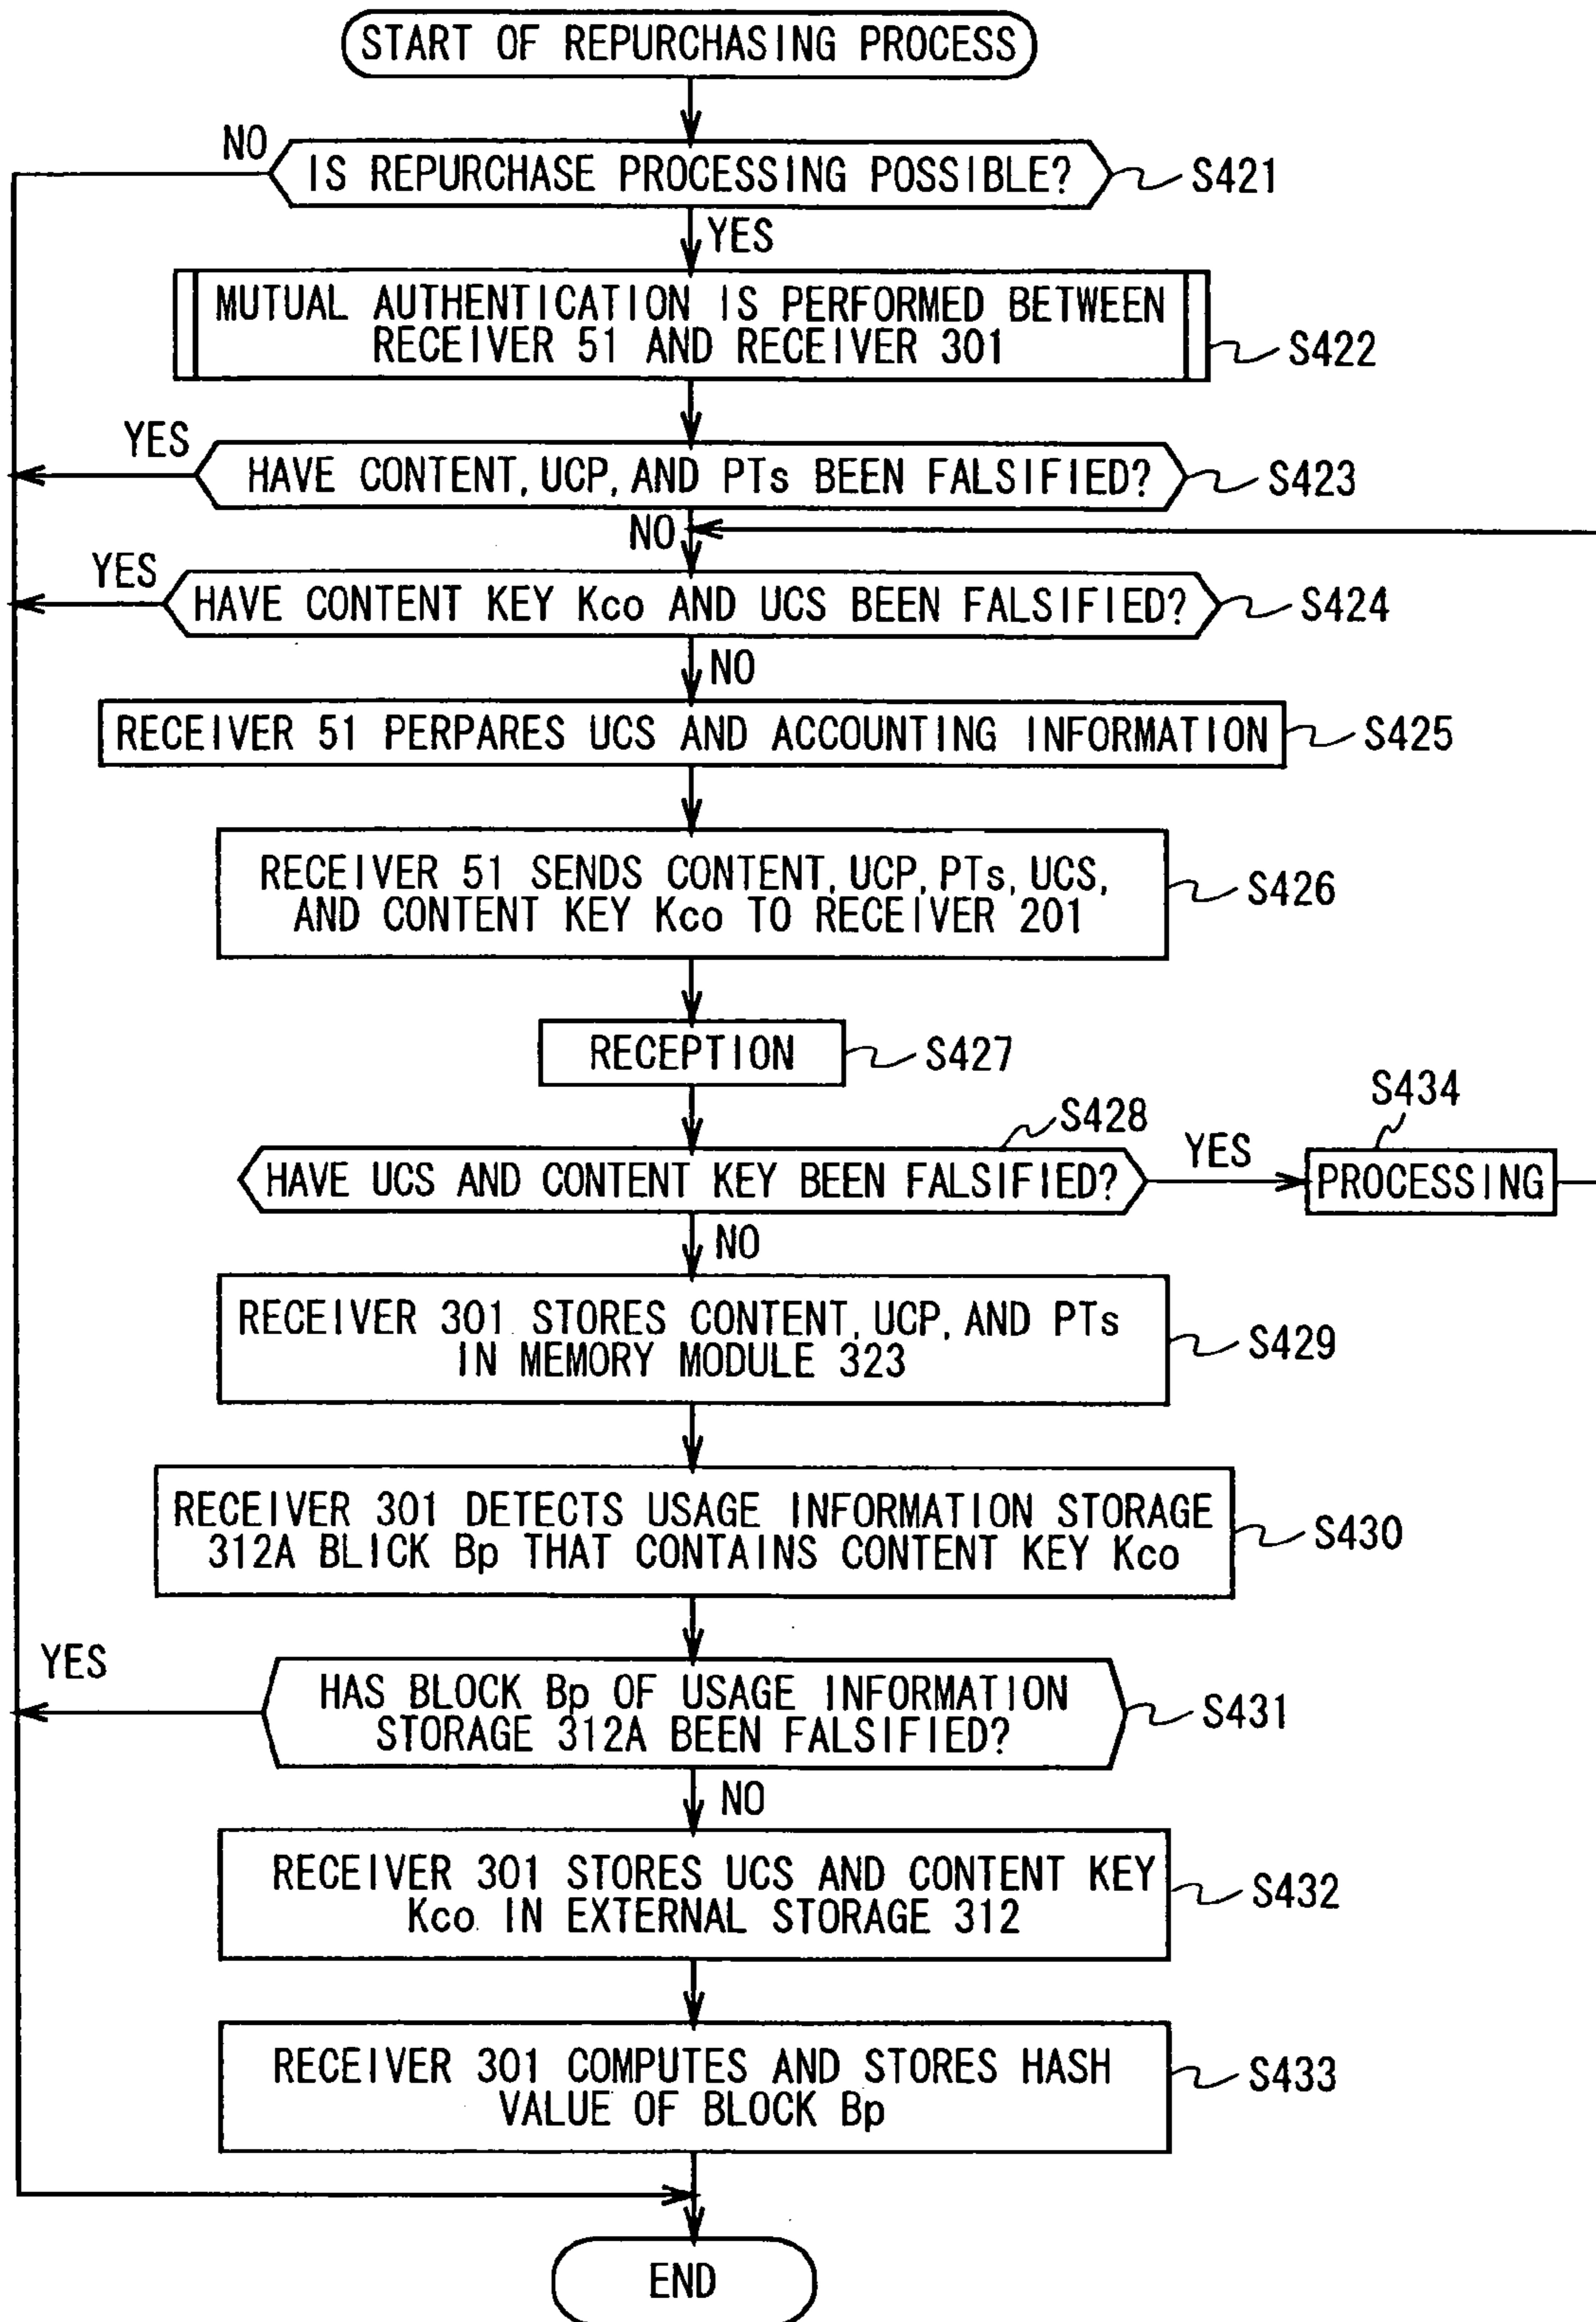 START OF REPURCHASING PROCESS
NO
IS REPURCHASE PROCESSING POSSIBLE?
S421
YES
MUTUAL AUTHENTICATION IS PERFORMED BETWEEN
RECEIVER 51 AND RECEIVER 301
S422
YES
HAVE CONTENT, UCP, AND PTs BEEN FALSIFIED?
S423
NO
YES
HAVE CONTENT KEY Kco AND UCS BEEN FALSIFIED?
S424
NO
RECEIVER 51 PERPARES UCS AND ACCOUNTING INFORMATION
S425
RECEIVER 51 SENDS CONTENT, UCP, PTs, UCS,
AND CONTENT KEY Kco TO RECEIVER 201
S426
RECEPTION
S427
S434
S428
HAVE UCS AND CONTENT KEY BEEN FALSIFIED?
YES
PROCESSING
NO
RECEIVER 301 STORES CONTENT, UCP, AND PTs
IN MEMORY MODULE 323
S429
RECEIVER 301 DETECTS USAGE INFORMATION STORAGE
312A BLICK Bp THAT CONTAINS CONTENT KEY Kco
S430
YES
HAS BLOCK Bp OF USAGE INFORMATION
STORAGE 312A BEEN FALSIFIED?
S431
NO
RECEIVER 301 STORES UCS AND CONTENT KEY
Kco IN EXTERNAL STORAGE 312
S432
RECEIVER 301 COMPUTES AND STORES HASH
VALUE OF BLOCK Bp
S433
END